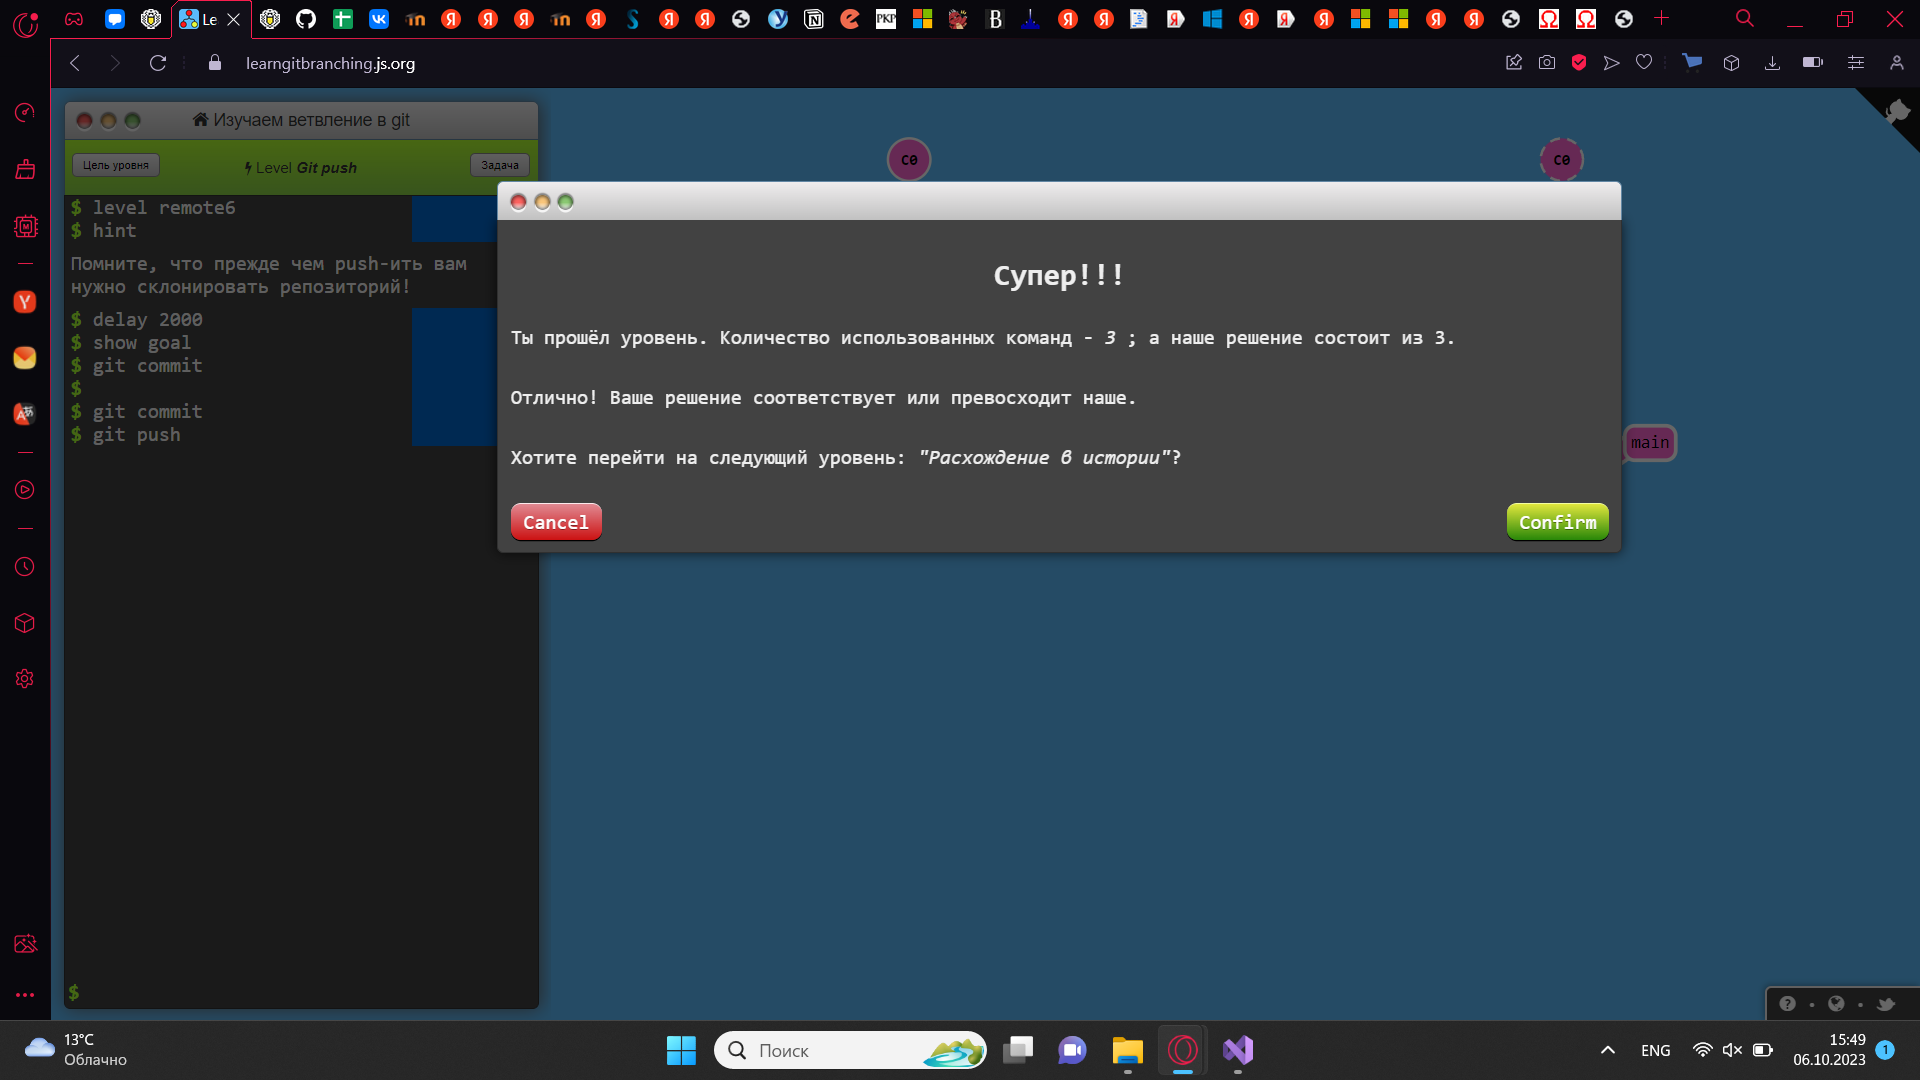 Le
learngitbranching.js.org
Изучаем ветвление в git
Цель уровня
Level Git push
Задача
$ level remote6
$ hint
Помните, что прежде чем push-ить вам
нужно склонировать репозиторий!
$ delay 2000
$ show goal
$ git commit
$
$ git commit
$ git push
$
C0
C0
main
Супер!!!
Ты прошёл уровень. Количество использованных команд - 3 ; а наше решение состоит из 3.
Отлично! Ваше решение соответствует или превосходит наше.
Хотите перейти на следующий уровень: "Расхождение в истории"?
Cancel
Confirm
13°C
Облачно
Поиск
ENG
15:49
06.10.2023
1